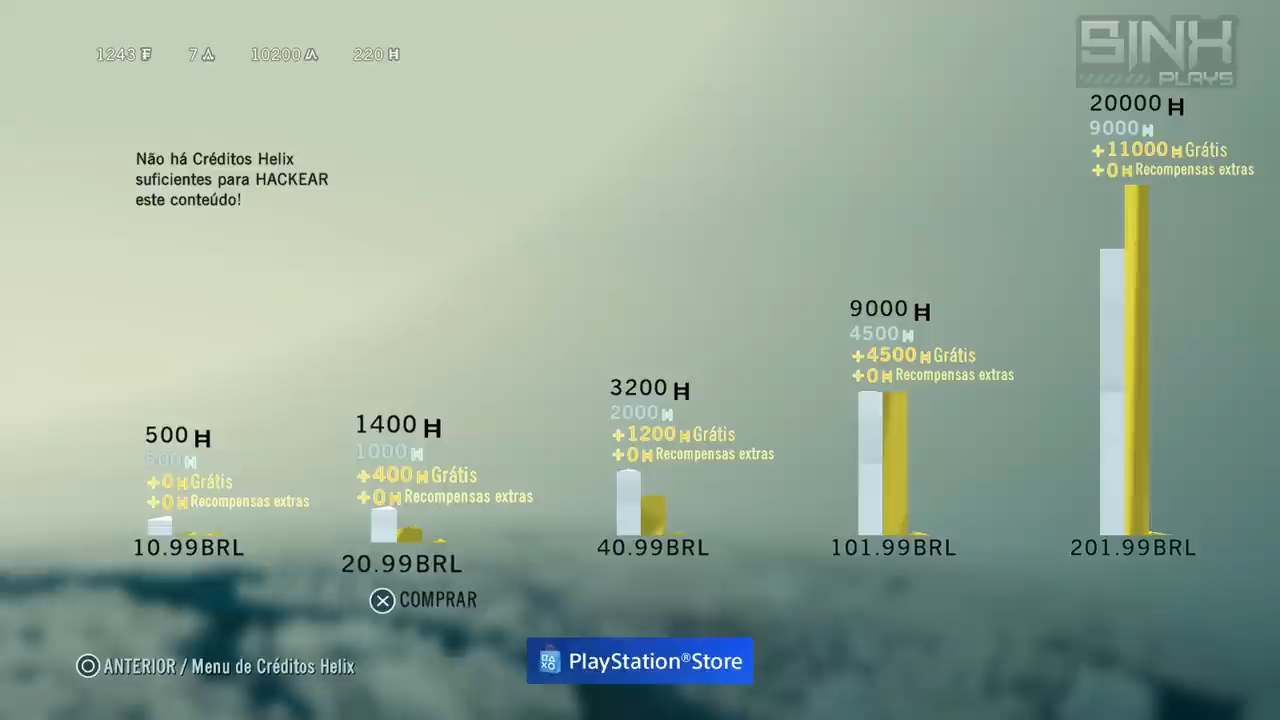 1243 7 10200 220 H
SINX
PLAYS
Não há Créditos Helix
suficientes para HACKEAR
este conteúdo!
500 H
500 H
+0 H Grátis
+0 H Recompensas extras
10.99BRL
1400 H
1000 H
+400 H Grátis
+0 H Recompensas extras
20.99BRL
COMPRAR
3200 H
2000 H
+1200 H Grátis
+0 H Recompensas extras
40.99BRL
9000 H
4500 H
+4500 H Grátis
+0 H Recompensas extras
101.99BRL
20000 H
9000 H
+11000 H Grátis
+0 H Recompensas extras
201.99BRL
ANTERIOR / Menu de Créditos Helix
PlayStation®Store